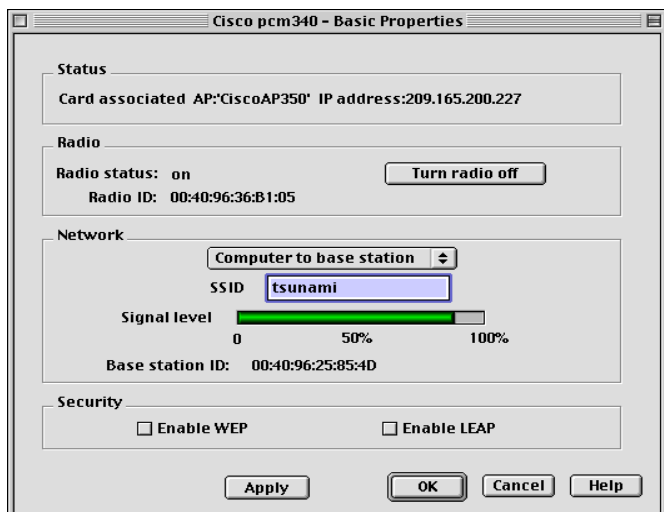 Cisco pcm340 - Basic Properties
Status
Card associated AP:'CiscoAP350' IP address:209.165.200.227
Radio
Radio status: on
Turn radio off
Radio ID: 00:40:96:36:B1:05
Network
Computer to base station
SSID tsunami
Signal level
0 50% 100%
Base station ID: 00:40:96:25:85:4D
Security
Enable WEP Enable LEAP
Apply OK Cancel Help